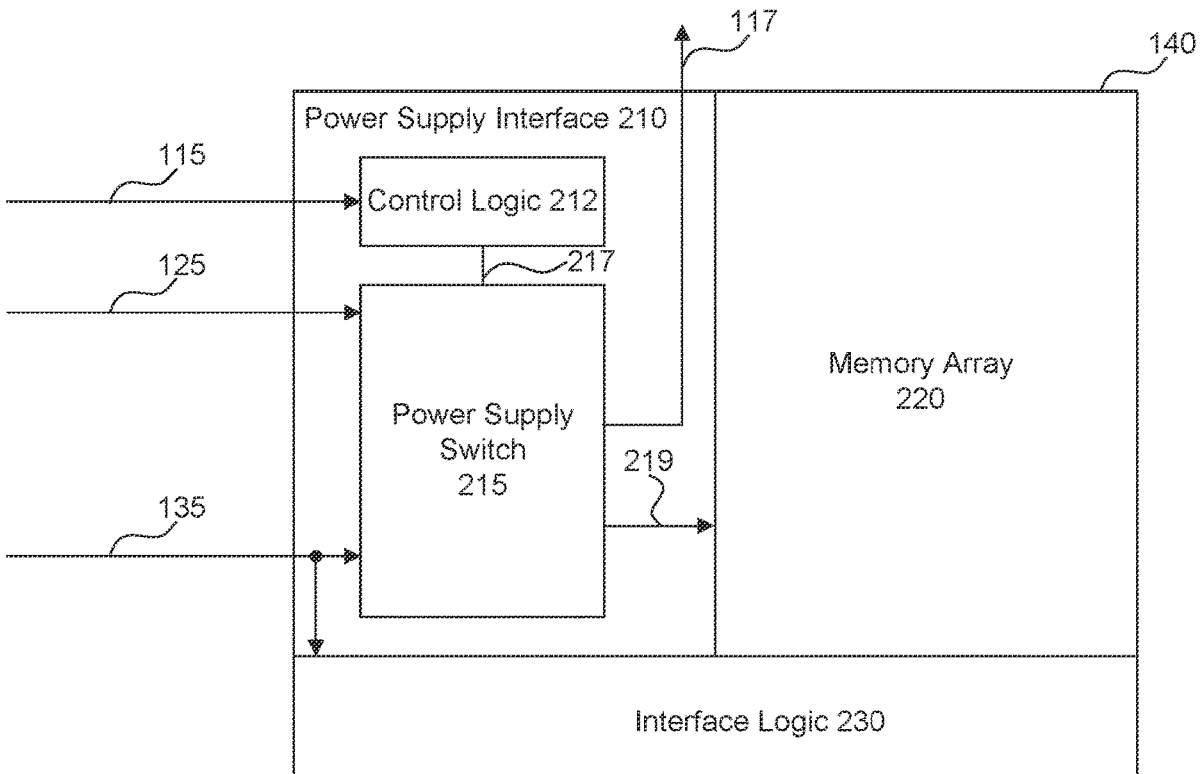 117
140
Power Supply Interface 210
115
Control Logic 212
217
125
Memory Array
220
Power Supply
Switch
215
219
135
Interface Logic 230